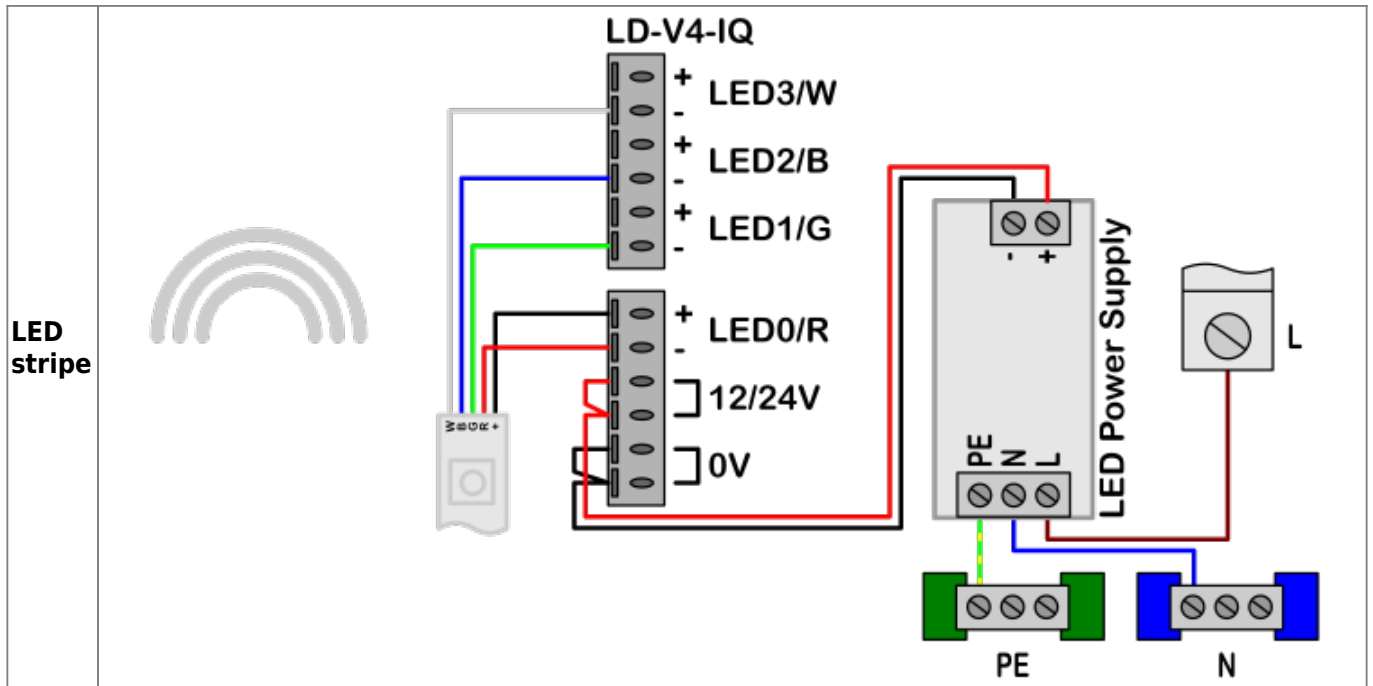 LED
stripe
LD-V4-IQ
+
LED3/W
-
+
LED2/B
-
+
LED1/G
-
+
LED0/R
-
12/24V
0V
W B G R +
- +
LED Power Supply
PE N L
L
PE
N